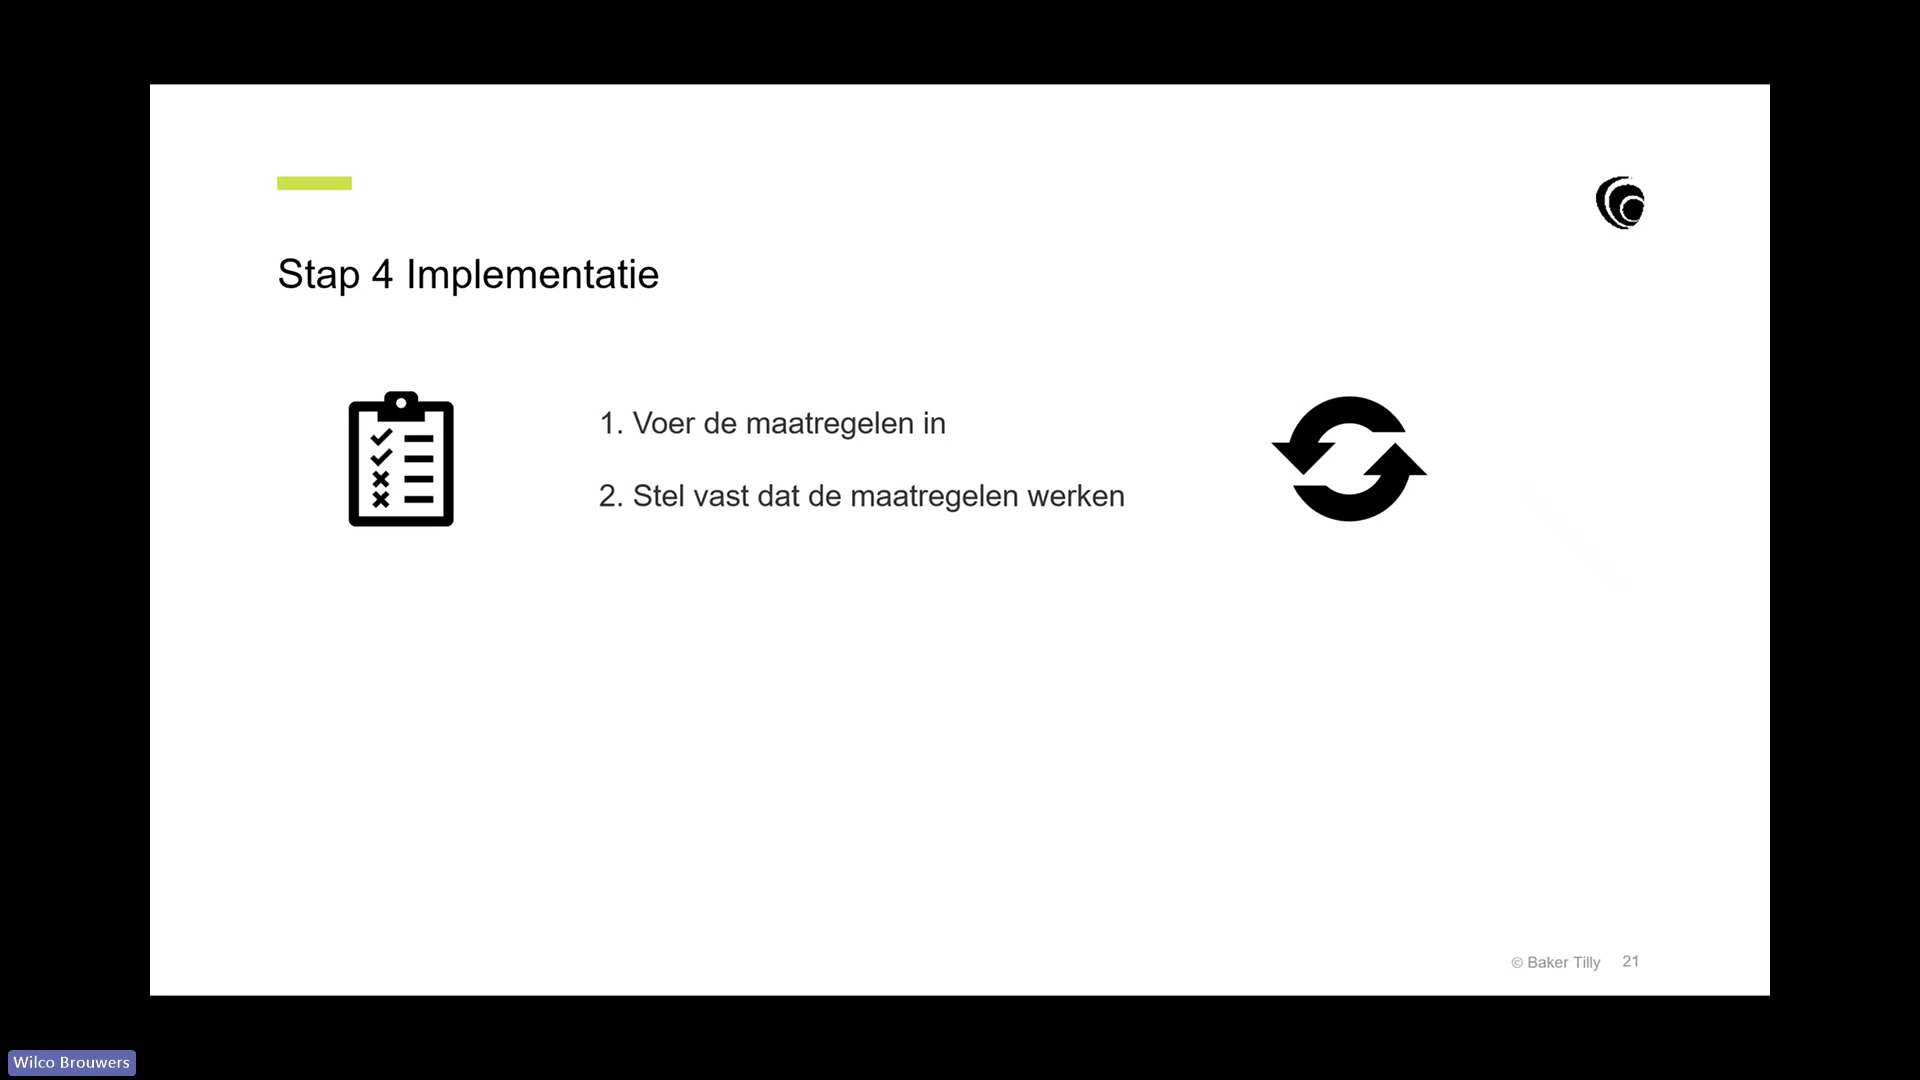 Stap 4 Implementatie
1. Voer de maatregelen in
2. Stel vast dat de maatregelen werken
© Baker Tilly 21
Wilco Brouwers